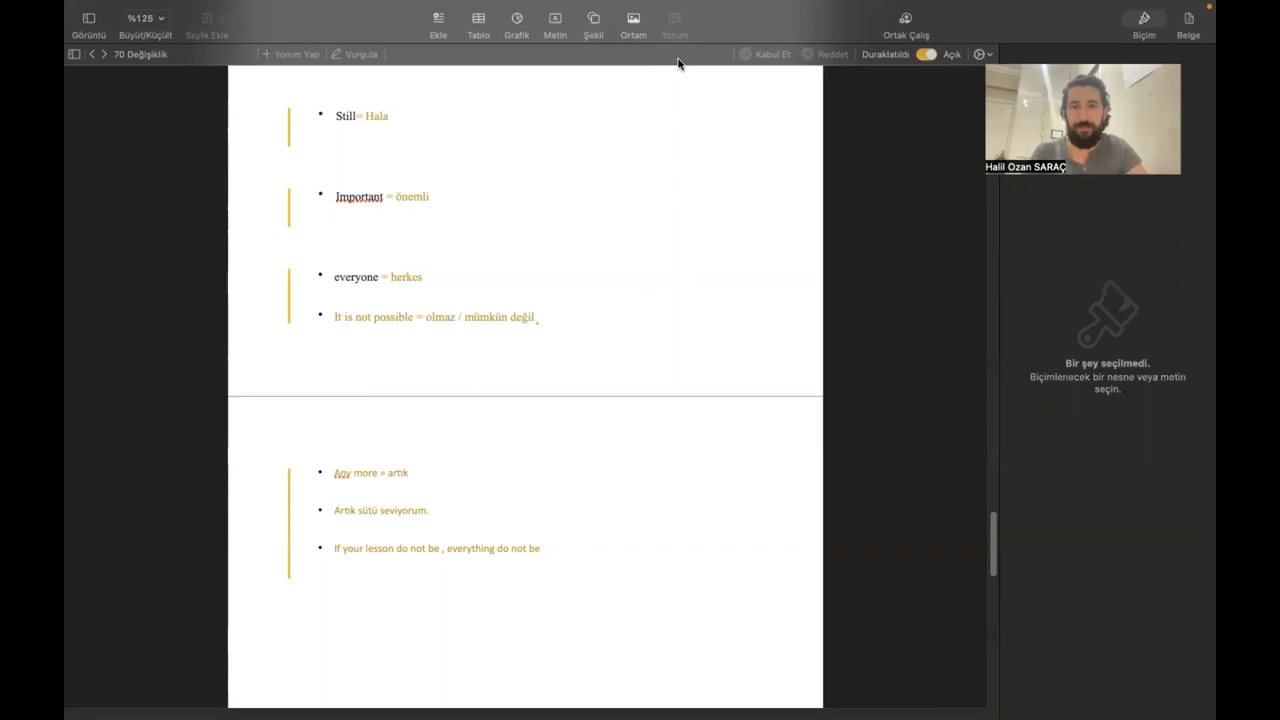 %125
Görüntü
Büyüt/Küçült
Sayfa Ekle
Ekle
Tablo
Grafik
Metin
Şekil
Ortam
Yorum
Ortak Çalış
Biçim
Belge
70 Değişiklik
Yorum Yap
Vurgula
Kabul Et
Reddet
Duraklatıldı
Açık
Halil Ozan SARAÇ
• Still= Hala
• Important = önemli
• everyone = herkes
• It is not possible = olmaz / mümkün değil
Bir şey seçilmedi.
Biçimlenecek bir nesne veya metin
seçin.
• Any more = artık
• Artık sütü seviyorum.
• If your lesson do not be , everything do not be